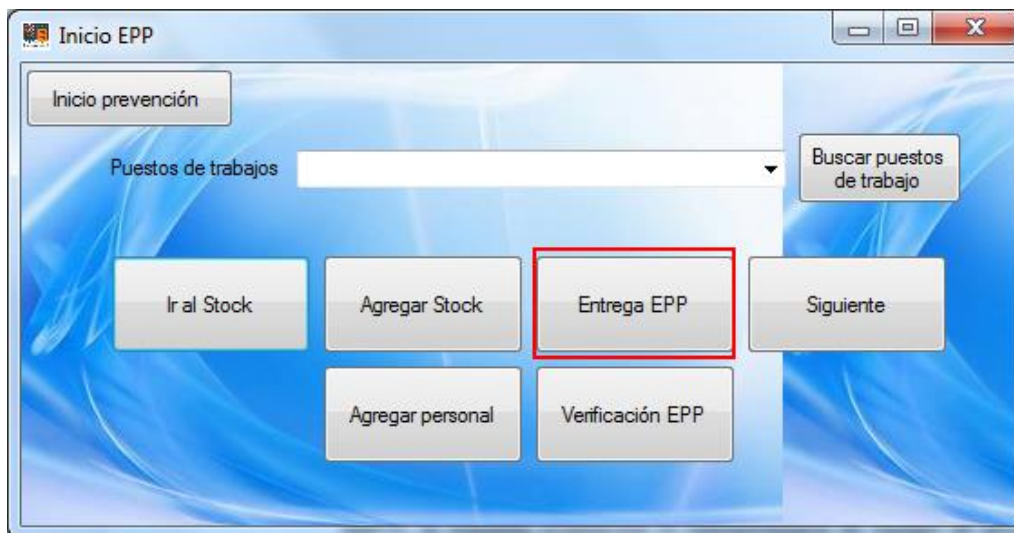 Inicio EPP
Inicio prevención
Puestos de trabajos
Buscar puestos
de trabajo
Ir al Stock
Agregar Stock
Entrega EPP
Siguiente
Agregar personal
Verificación EPP